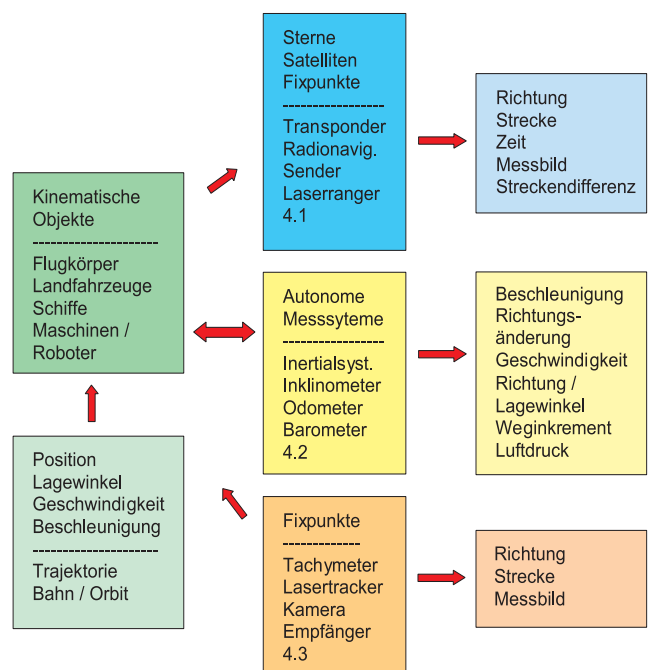 Sterne
Satelliten
Fixpunkte
------------------
Transponder
Radionavig.
Sender
Laserranger
4.1
Richtung
Strecke
Zeit
Messbild
Streckendifferenz
Kinematische
Objekte
----------------------
Flugkörper
Landfahrzeuge
Schiffe
Maschinen /
Roboter
Autonome
Messsyteme
------------------
Inertialsyst.
Inklinometer
Odometer
Barometer
4.2
Beschleunigung
Richtungs-
änderung
Geschwindigkeit
Richtung /
Lagewinkel
Weginkrement
Luftdruck
Position
Lagewinkel
Geschwindigkeit
Beschleunigung
----------------------
Trajektorie
Bahn / Orbit
Fixpunkte
--------------
Tachymeter
Lasertracker
Kamera
Empfänger
4.3
Richtung
Strecke
Messbild